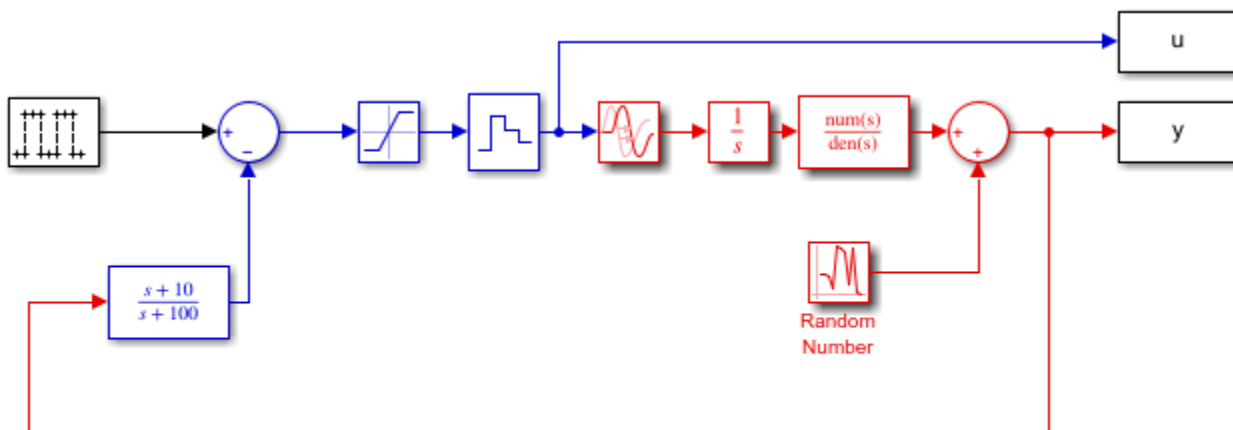 u
+
−
1
s
num(s)
den(s)
+
+
y
s + 10
s + 100
Random
Number